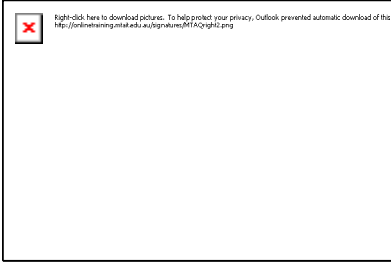 Right-click here to download pictures. To help protect your privacy, Outlook prevented automatic download of this
http://onlinetraining.mtait.edu.au/signatures/MTAQright2.png